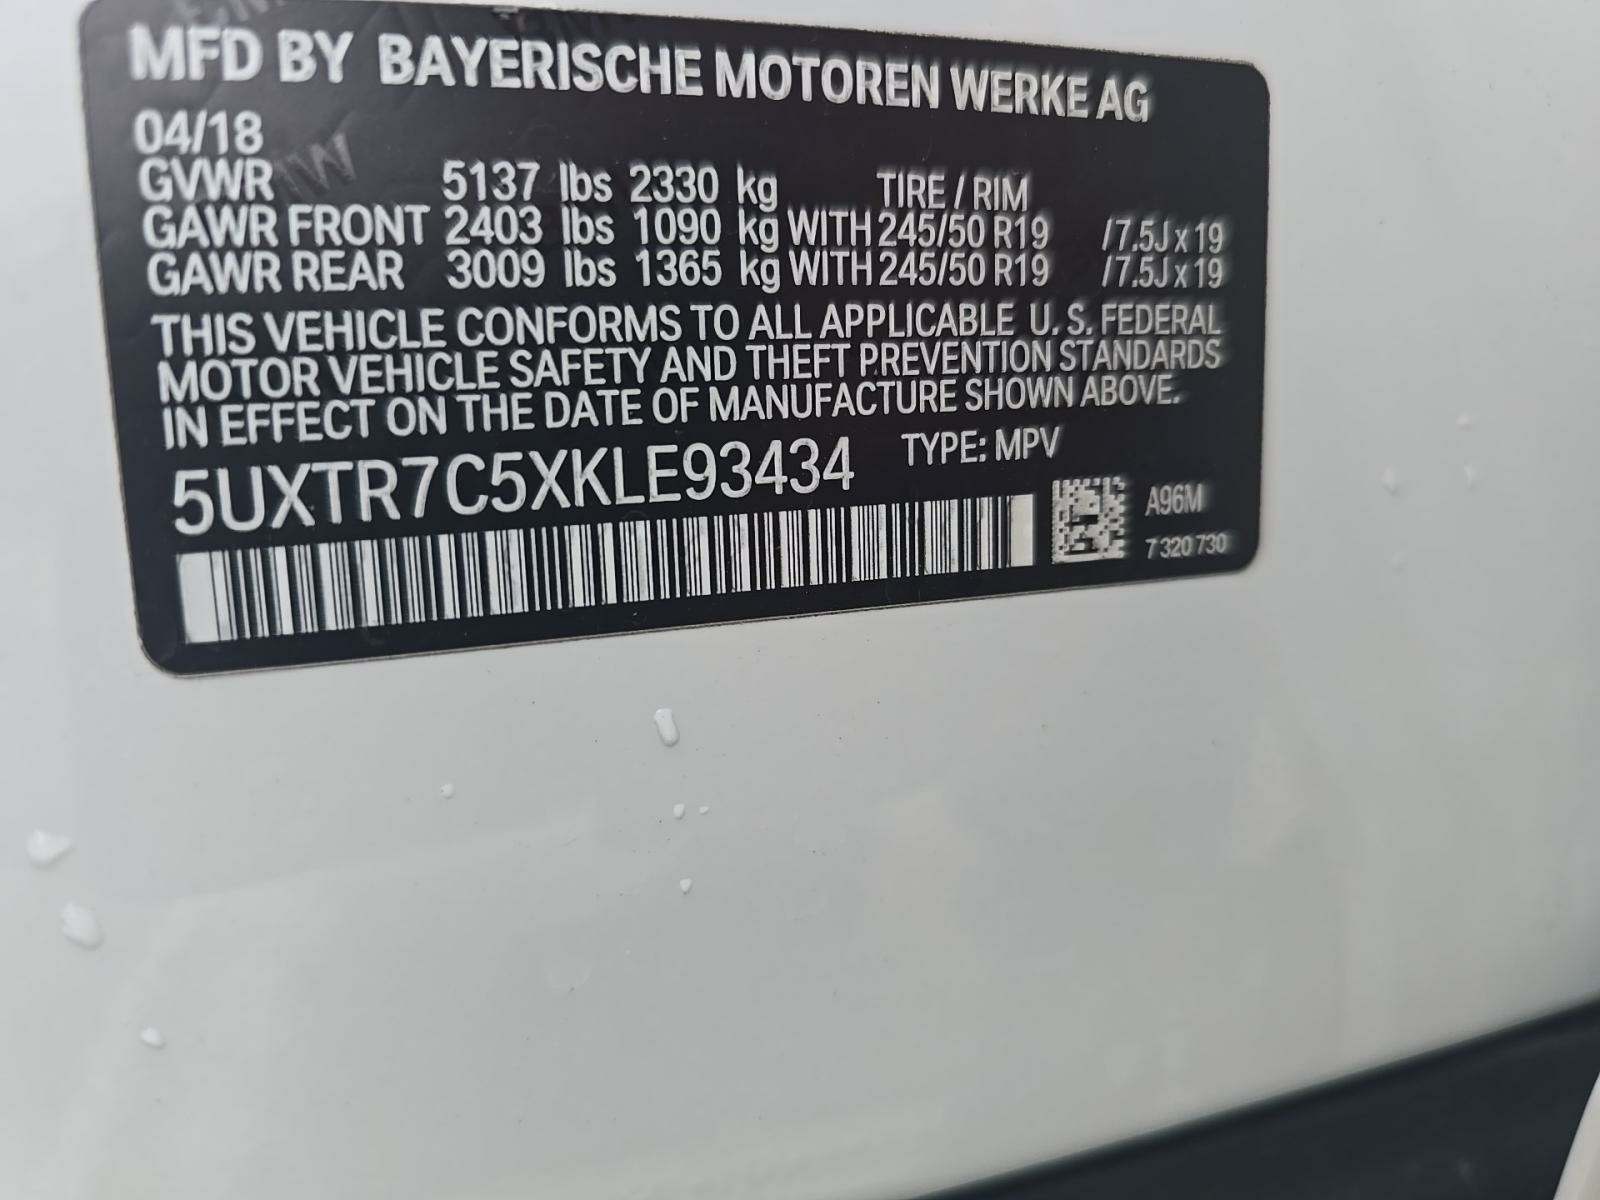 MFD BY BAYERISCHE MOTOREN WERKE AG
04/18
GVWR 5137 lbs 2330 kg TIRE / RIM
GAWR FRONT 2403 lbs 1090 kg WITH 245/50 R19 /7.5J x 19
GAWR REAR 3009 lbs 1365 kg WITH 245/50 R19 /7.5J x 19
THIS VEHICLE CONFORMS TO ALL APPLICABLE U. S. FEDERAL
MOTOR VEHICLE SAFETY AND THEFT PREVENTION STANDARDS
IN EFFECT ON THE DATE OF MANUFACTURE SHOWN ABOVE.
5UXTR7C5XKLE93434 TYPE: MPV
A96M
7 320 730